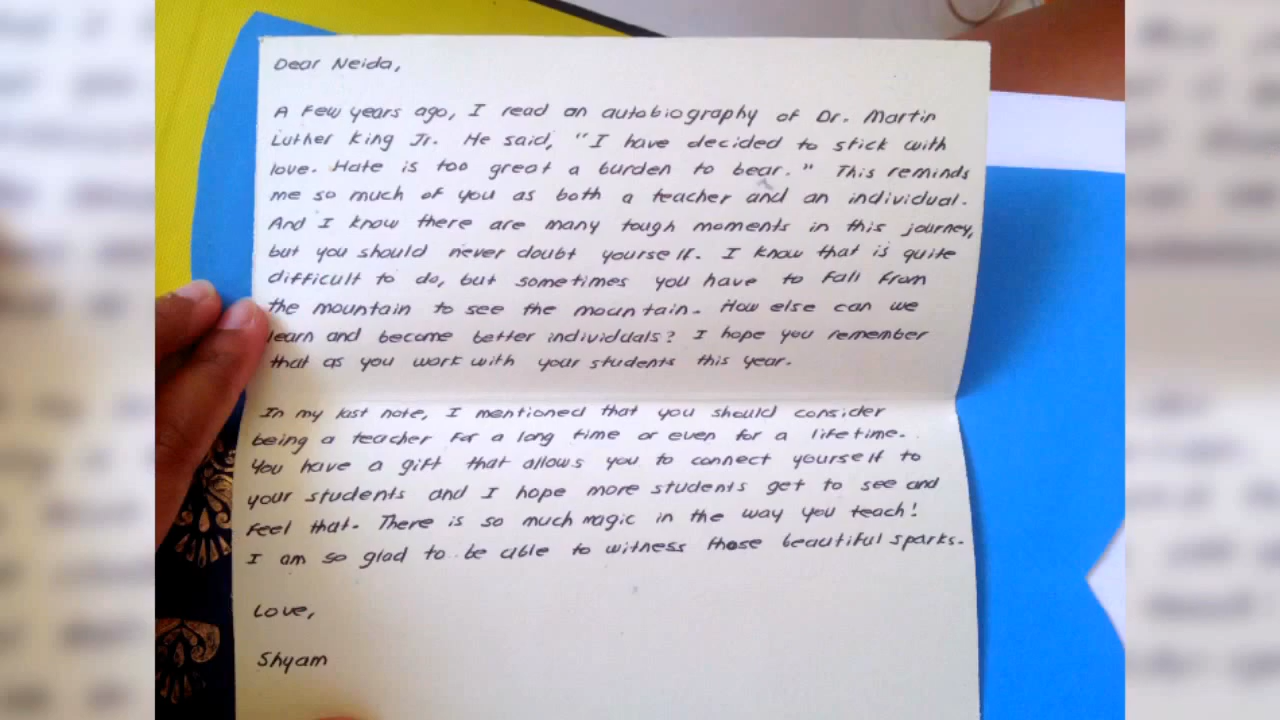 Dear Neida,
A few years ago, I read an autobiography of Dr. Martin
Luther King Jr. He said, "I have decided to stick with
love. Hate is too great a burden to bear." This reminds
me so much of you as both a teacher and an individual.
And I know there are many tough moments in this journey,
but you should never doubt yourself. I know that is quite
difficult to do, but sometimes you have to fall from
the mountain to see the mountain. How else can we
learn and become better individuals? I hope you remember
that as you work with your students this year.
In my last note, I mentioned that you should consider
being a teacher for a long time or even for a lifetime.
You have a gift that allows you to connect yourself to
your students and I hope more students get to see and
feel that. There is so much magic in the way you teach!
I am so glad to be able to witness those beautiful sparks.
Love,
Shyam